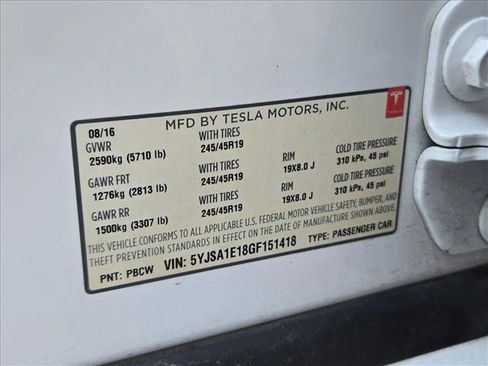 MFD BY TESLA MOTORS, INC.
08/16
GVWR WITH TIRES
2590kg (5710 lb) 245/45R19
GAWR FRT WITH TIRES RIM COLD TIRE PRESSURE
1276kg (2813 lb) 245/45R19 19X8.0 J 310 kPa, 45 psi
GAWR RR WITH TIRES RIM COLD TIRE PRESSURE
1500kg (3307 lb) 245/45R19 19X8.0 J 310 kPa, 45 psi
THIS VEHICLE CONFORMS TO ALL APPLICABLE U.S. FEDERAL MOTOR VEHICLE SAFETY, BUMPER, AND
THEFT PREVENTION STANDARDS IN EFFECT ON THE DATE OF MANUFACTURE SHOWN ABOVE.
PNT: PBCW VIN: 5YJSA1E18GF151418 TYPE: PASSENGER CAR